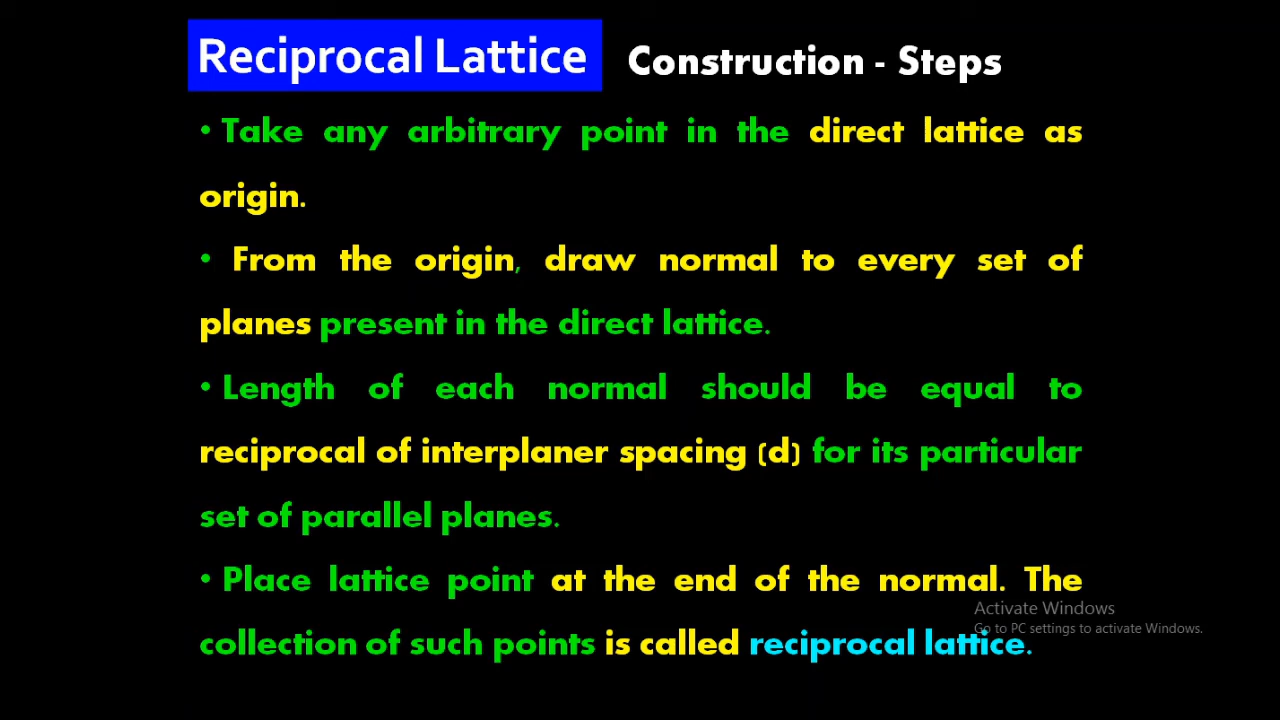 Reciprocal Lattice Construction - Steps
• Take any arbitrary point in the direct lattice as
origin.
• From the origin, draw normal to every set of
planes present in the direct lattice.
• Length of each normal should be equal to
reciprocal of interplaner spacing (d) for its particular
set of parallel planes.
• Place lattice point at the end of the normal. The
collection of such points is called reciprocal lattice.
Activate Windows
Go to PC settings to activate Windows.